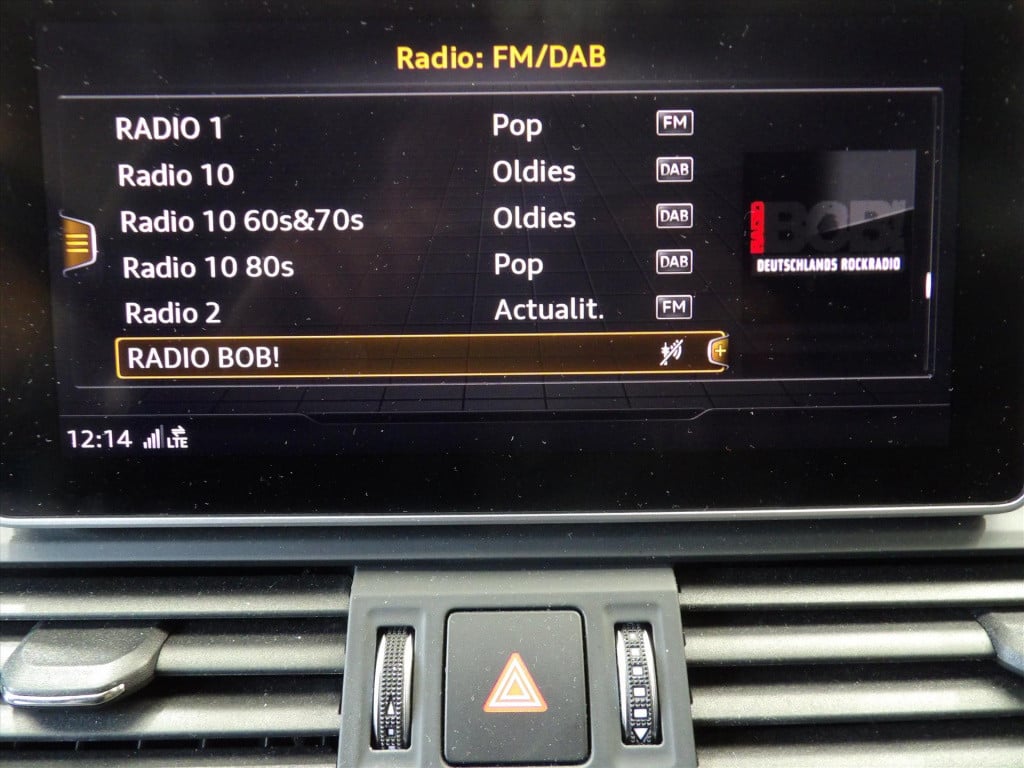 Radio: FM/DAB
RADIO 1 Pop FM
Radio 10 Oldies DAB
Radio 10 60s&70s Oldies DAB
Radio 10 80s Pop DAB
Radio 2 Actualit. FM
RADIO BOB! +
RADIO BOB!
DEUTSCHLANDS ROCKRADIO
12:14 LTE